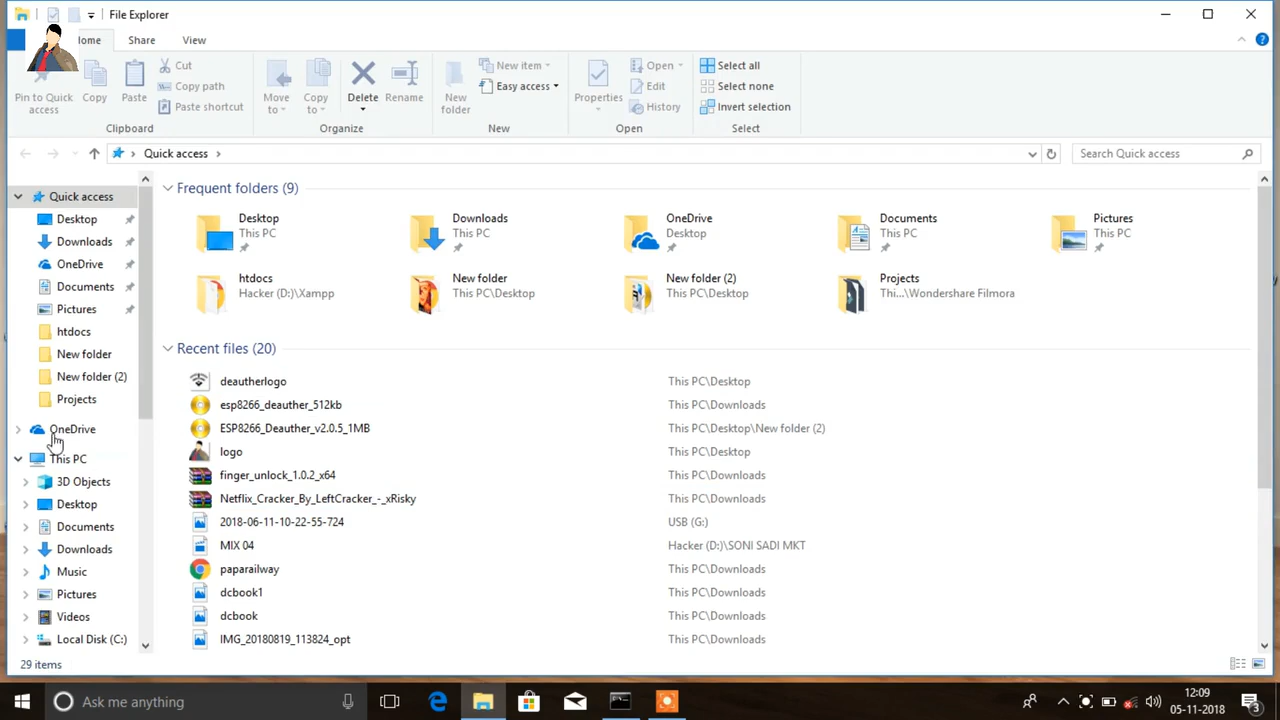 File Explorer
ome Share View
Pin to Quick access
Copy
Paste
Cut
Copy path
Paste shortcut
Clipboard
Move to
Copy to
Delete
Rename
Organize
New folder
New item
Easy access
New
Properties
Open
Edit
History
Open
Select all
Select none
Invert selection
Select
Quick access
Search Quick access
Quick access
Desktop
Downloads
OneDrive
Documents
Pictures
htdocs
New folder
New folder (2)
Projects
OneDrive
This PC
3D Objects
Desktop
Documents
Downloads
Music
Pictures
Videos
Local Disk (C:)
Frequent folders (9)
Desktop
This PC
Downloads
This PC
OneDrive
Desktop
Documents
This PC
Pictures
This PC
htdocs
Hacker (D:)\Xampp
New folder
This PC\Desktop
New folder (2)
This PC\Desktop
Projects
Thi...\Wondershare Filmora
Recent files (20)
deautherlogo This PC\Desktop
esp8266_deauther_512kb This PC\Downloads
ESP8266_Deauther_v2.0.5_1MB This PC\Desktop\New folder (2)
logo This PC\Desktop
finger_unlock_1.0.2_x64 This PC\Downloads
Netflix_Cracker_By_LeftCracker_-_xRisky This PC\Downloads
2018-06-11-10-22-55-724 USB (G:)
MIX 04 Hacker (D:)\SONI SADI MKT
paparailway This PC\Downloads
dcbook1 This PC\Downloads
dcbook This PC\Downloads
IMG_20180819_113824_opt This PC\Downloads
29 items
Ask me anything
12:09
05-11-2018
3